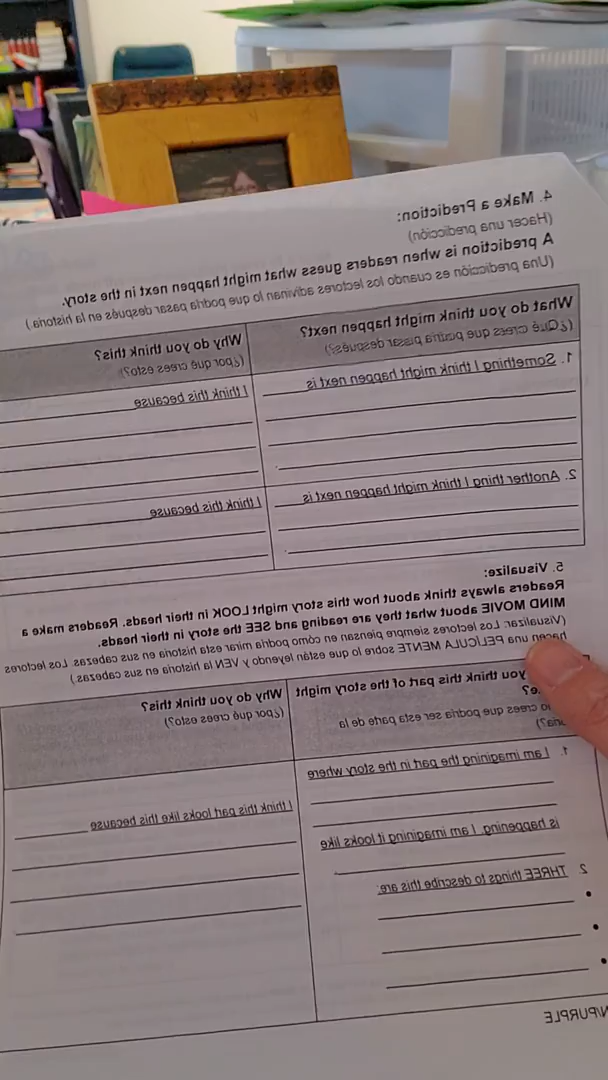 4. Make a Prediction:
(Hacer una predicción)
A prediction is when readers guess what might happen next in the story.
(Una predicción es cuando los lectores adivinan lo que podría pasar después en la historia.)
What do you think might happen next?
(¿Qué crees que podría pasar después?)
Why do you think this?
(¿por qué crees esto?)
1. Something I think might happen next is
I think this because
2. Another thing I think might happen next is
I think this because
5. Visualize:
Readers always think about how this story might LOOK in their heads. Readers make a
MIND MOVIE about what they are reading and SEE the story in their heads.
(Visualizar: Los lectores siempre piensan en cómo podría mirar esta historia en sus cabezas. Los lectores
hacen una PELÍCULA MENTE sobre lo que están leyendo y VEN la historia en sus cabezas.)
you think this part of the story might
crees que podría ser esta parte de la
Why do you think this?
(¿por qué crees esto?)
1. I am imagining the part in the story where
is happening. I am imagining it looks like
I think this part looks like this because
2 THREE things to describe this are:
•
•
•